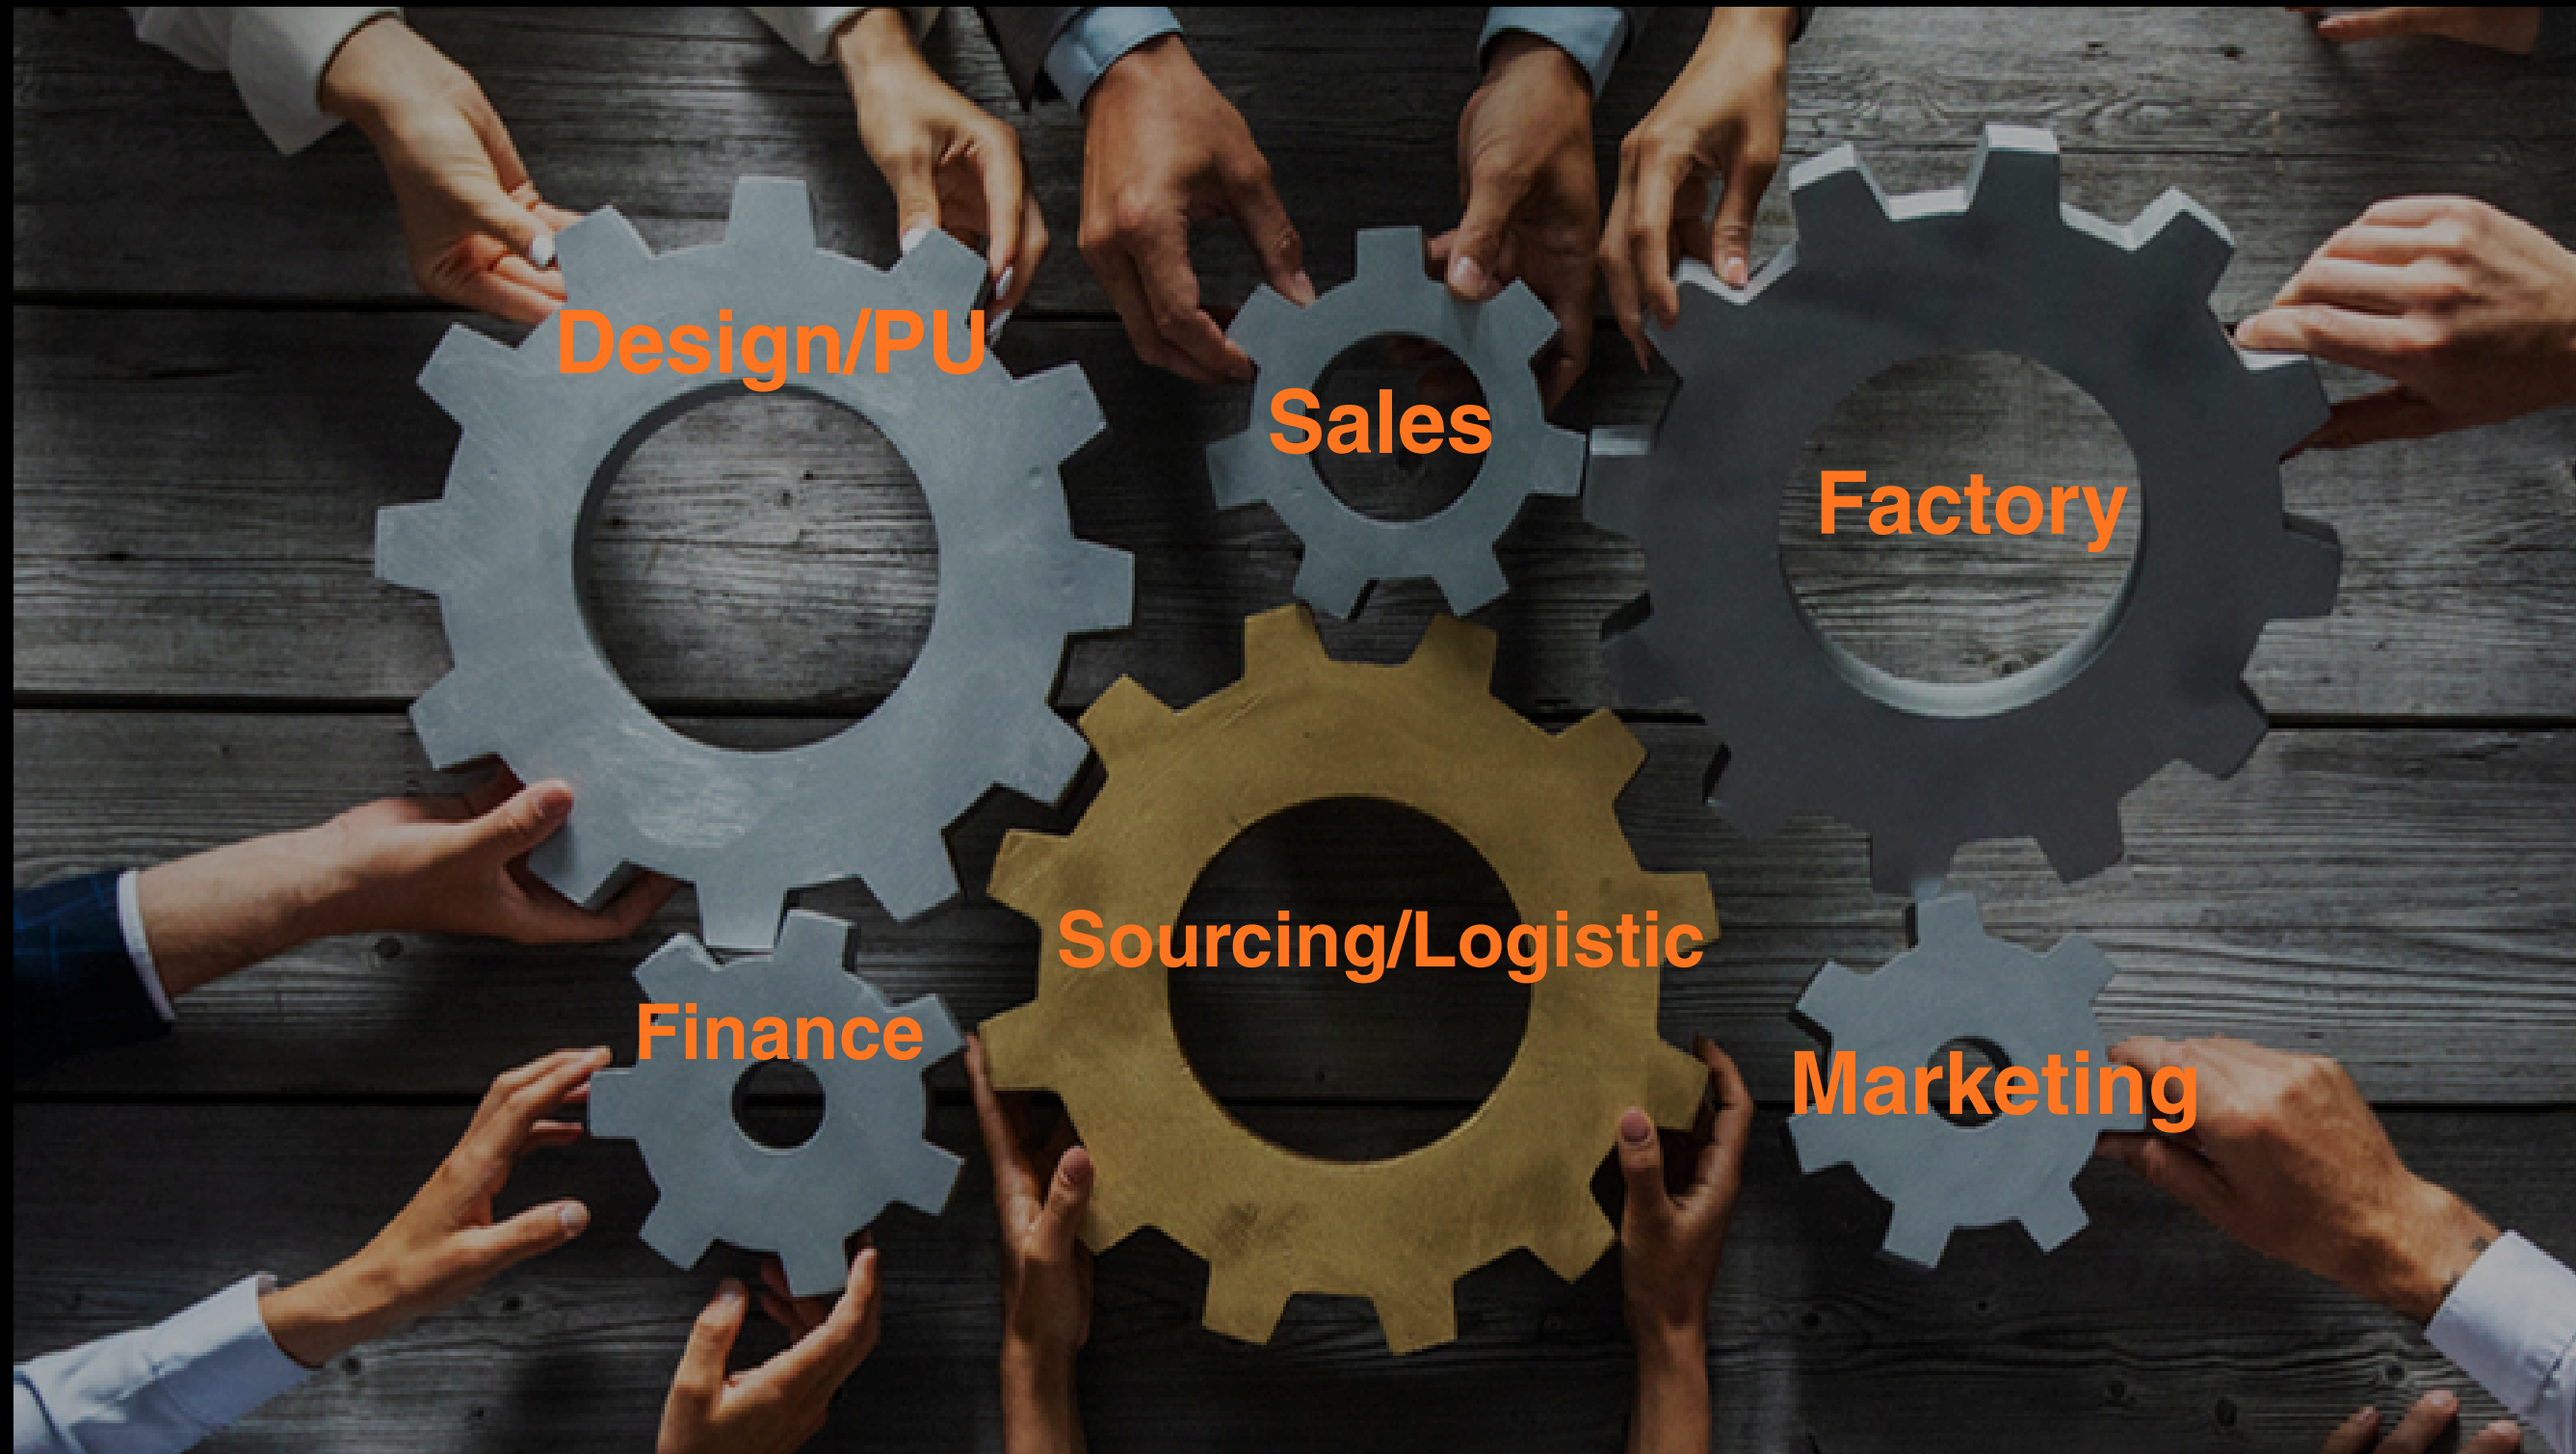 Design/PU
Sales
Factory
Sourcing/Logistic
Finance
Marketing